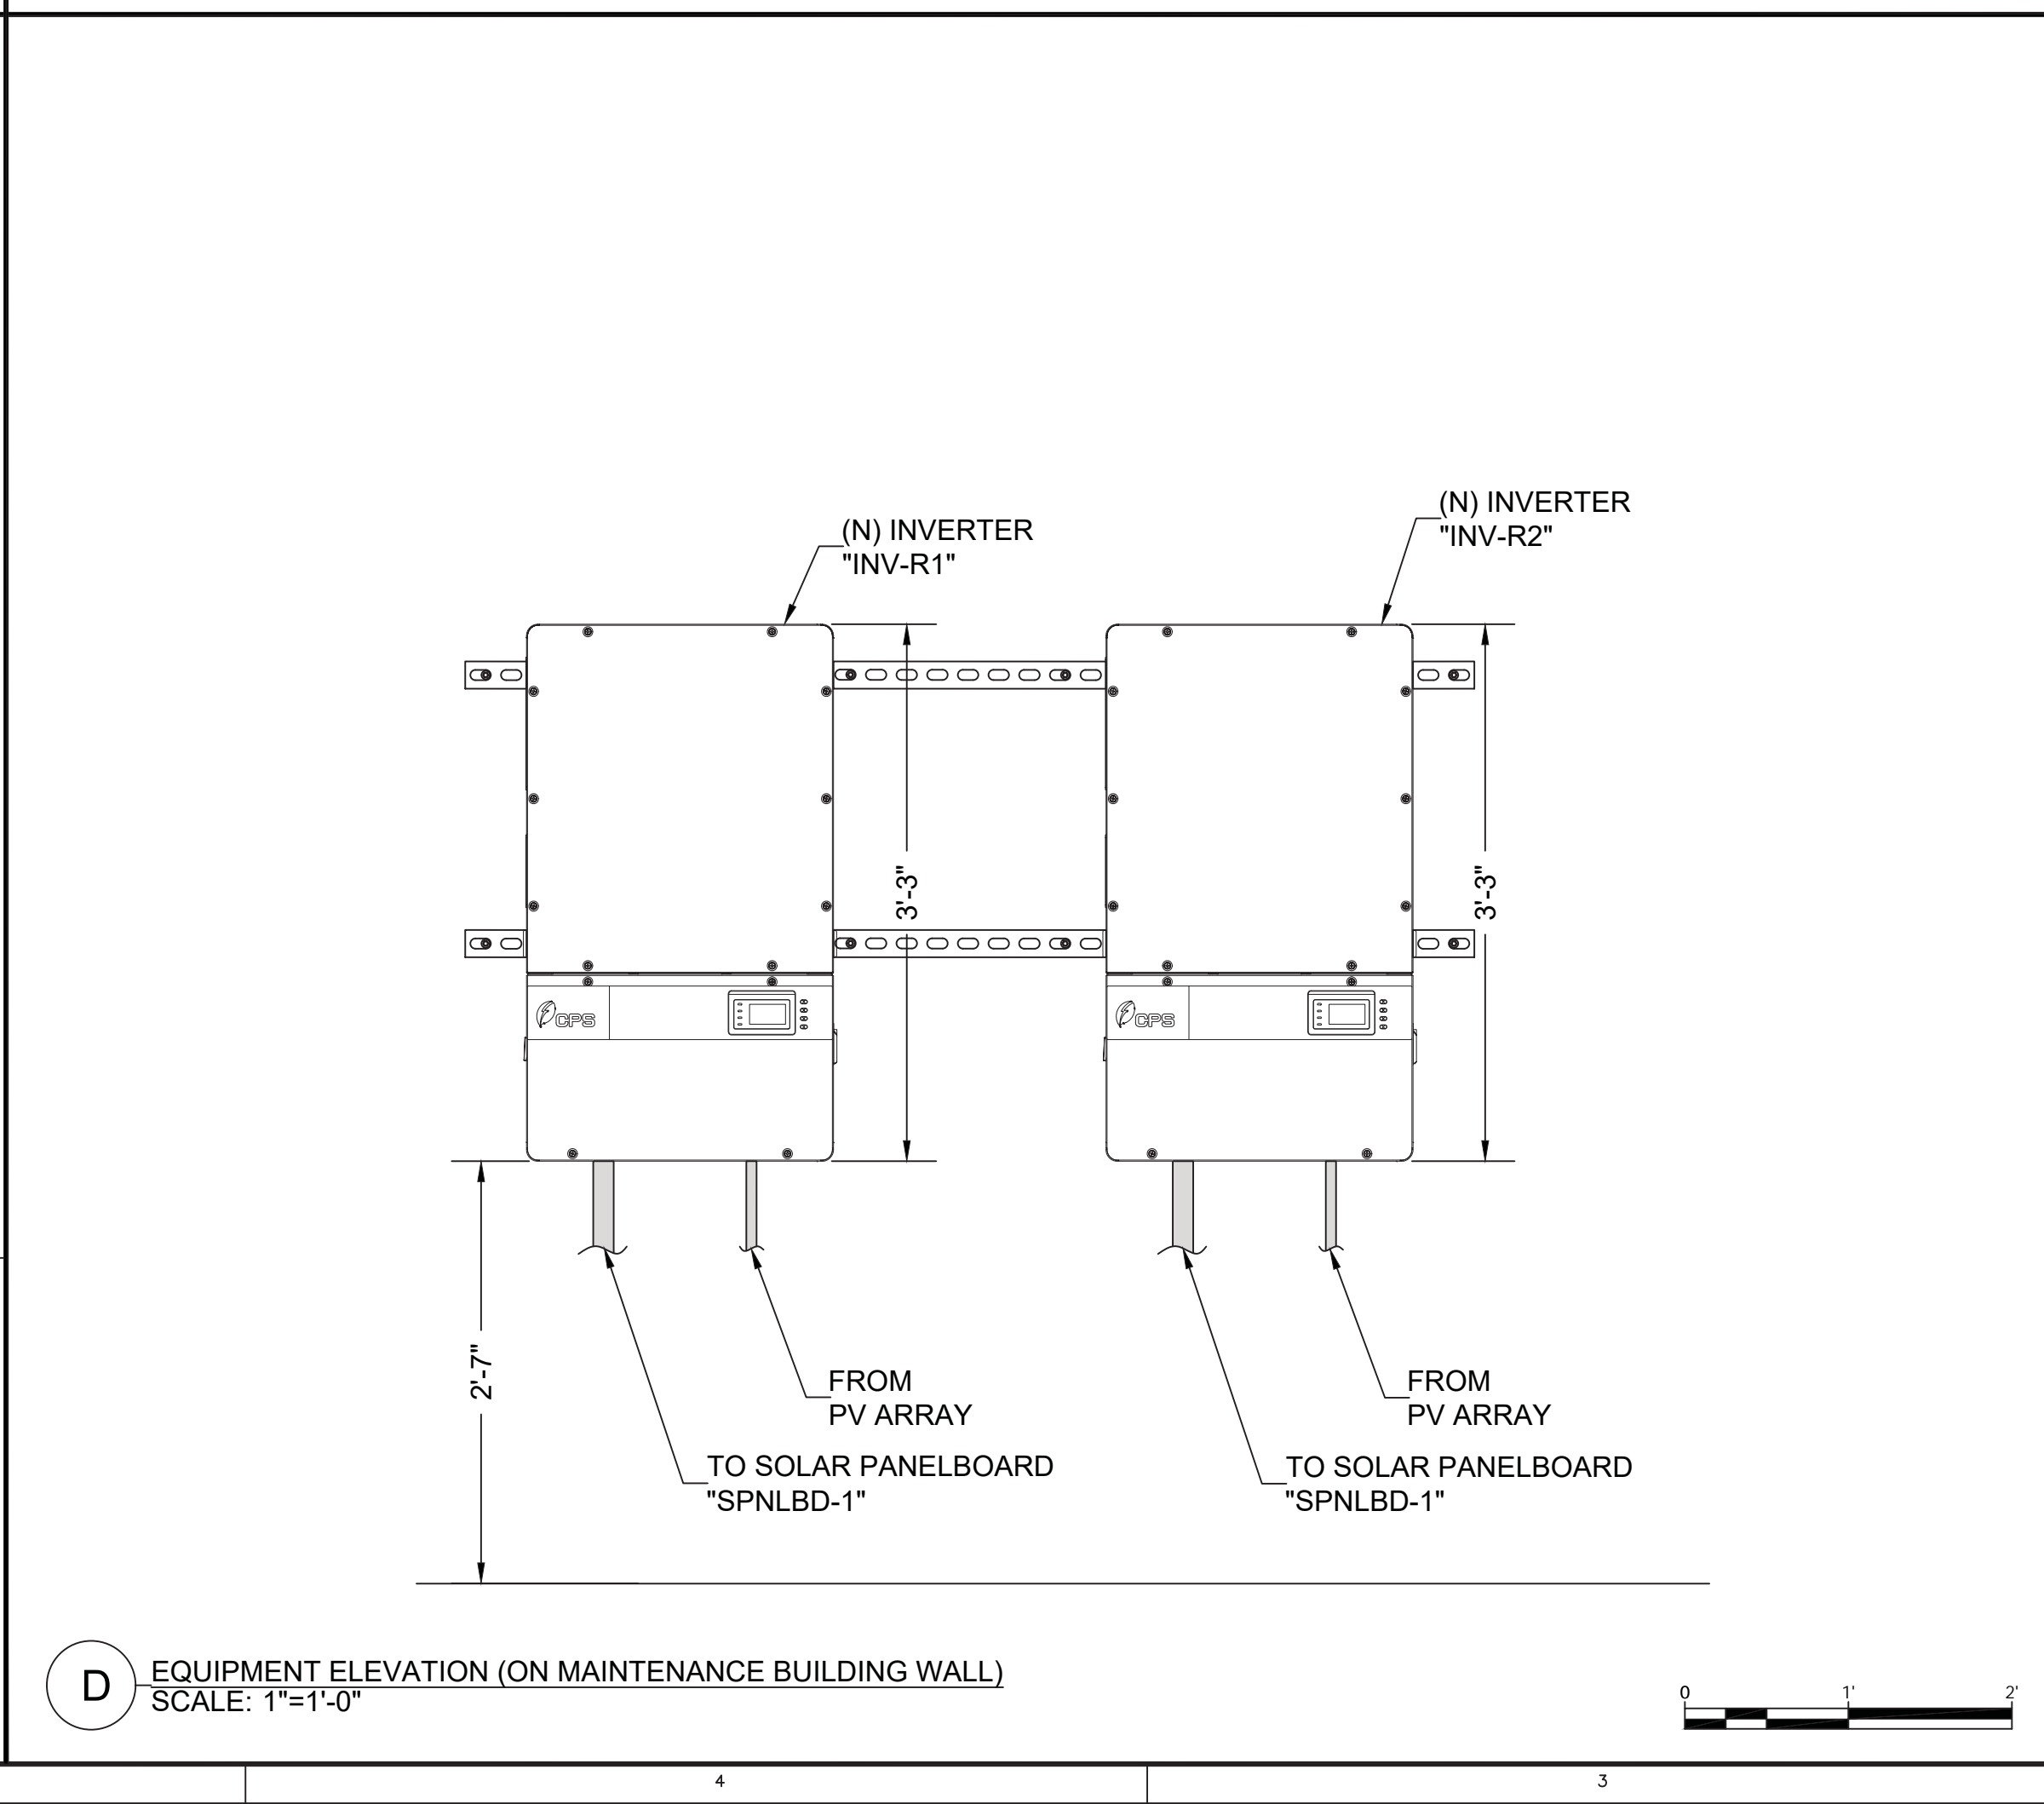 (N) INVERTER
"INV-R1"
(N) INVERTER
"INV-R2"
3'-3"
3'-3"
CPS
CPS
2'-7"
FROM
PV ARRAY
TO SOLAR PANELBOARD
"SPNLBD-1"
FROM
PV ARRAY
TO SOLAR PANELBOARD
"SPNLBD-1"
D
EQUIPMENT ELEVATION (ON MAINTENANCE BUILDING WALL)
SCALE: 1"=1'-0"
0 1' 2'
4 3